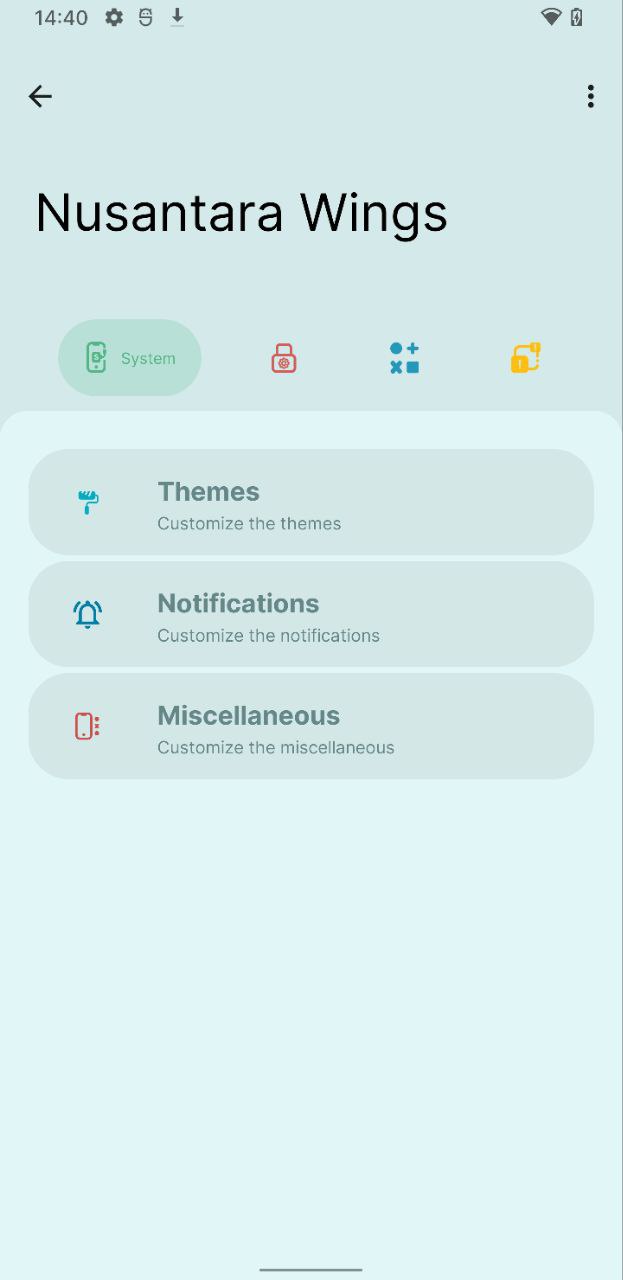 14:40
Nusantara Wings
System
Themes
Customize the themes
Notifications
Customize the notifications
Miscellaneous
Customize the miscellaneous